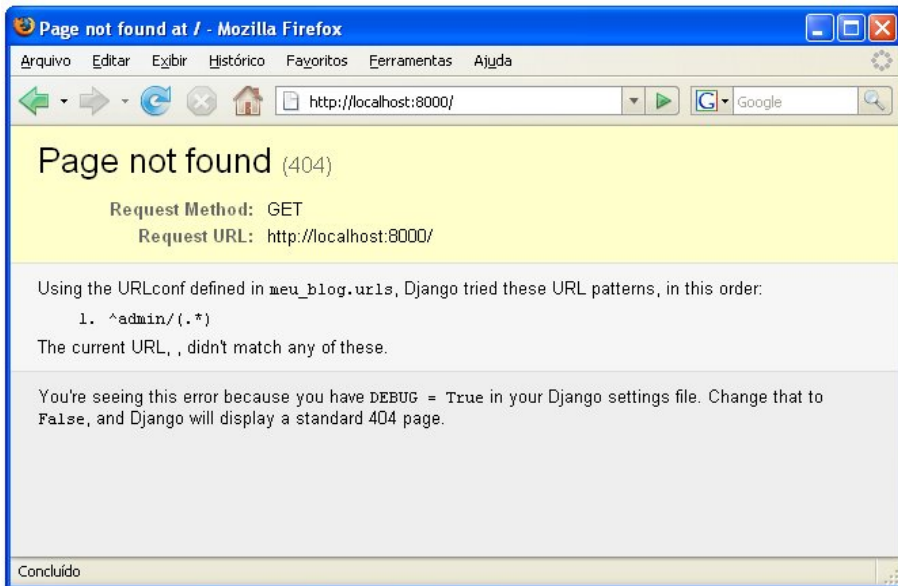 Page not found at / - Mozilla Firefox
Arquivo Editar Exibir Histórico Favoritos Ferramentas Ajuda
http://localhost:8000/ G Google
Page not found (404)
Request Method: GET
Request URL: http://localhost:8000/
Using the URLconf defined in meu_blog.urls, Django tried these URL patterns, in this order:
1. ^admin/(.*)
The current URL, , didn't match any of these.
You're seeing this error because you have DEBUG = True in your Django settings file. Change that to
False, and Django will display a standard 404 page.
Concluído